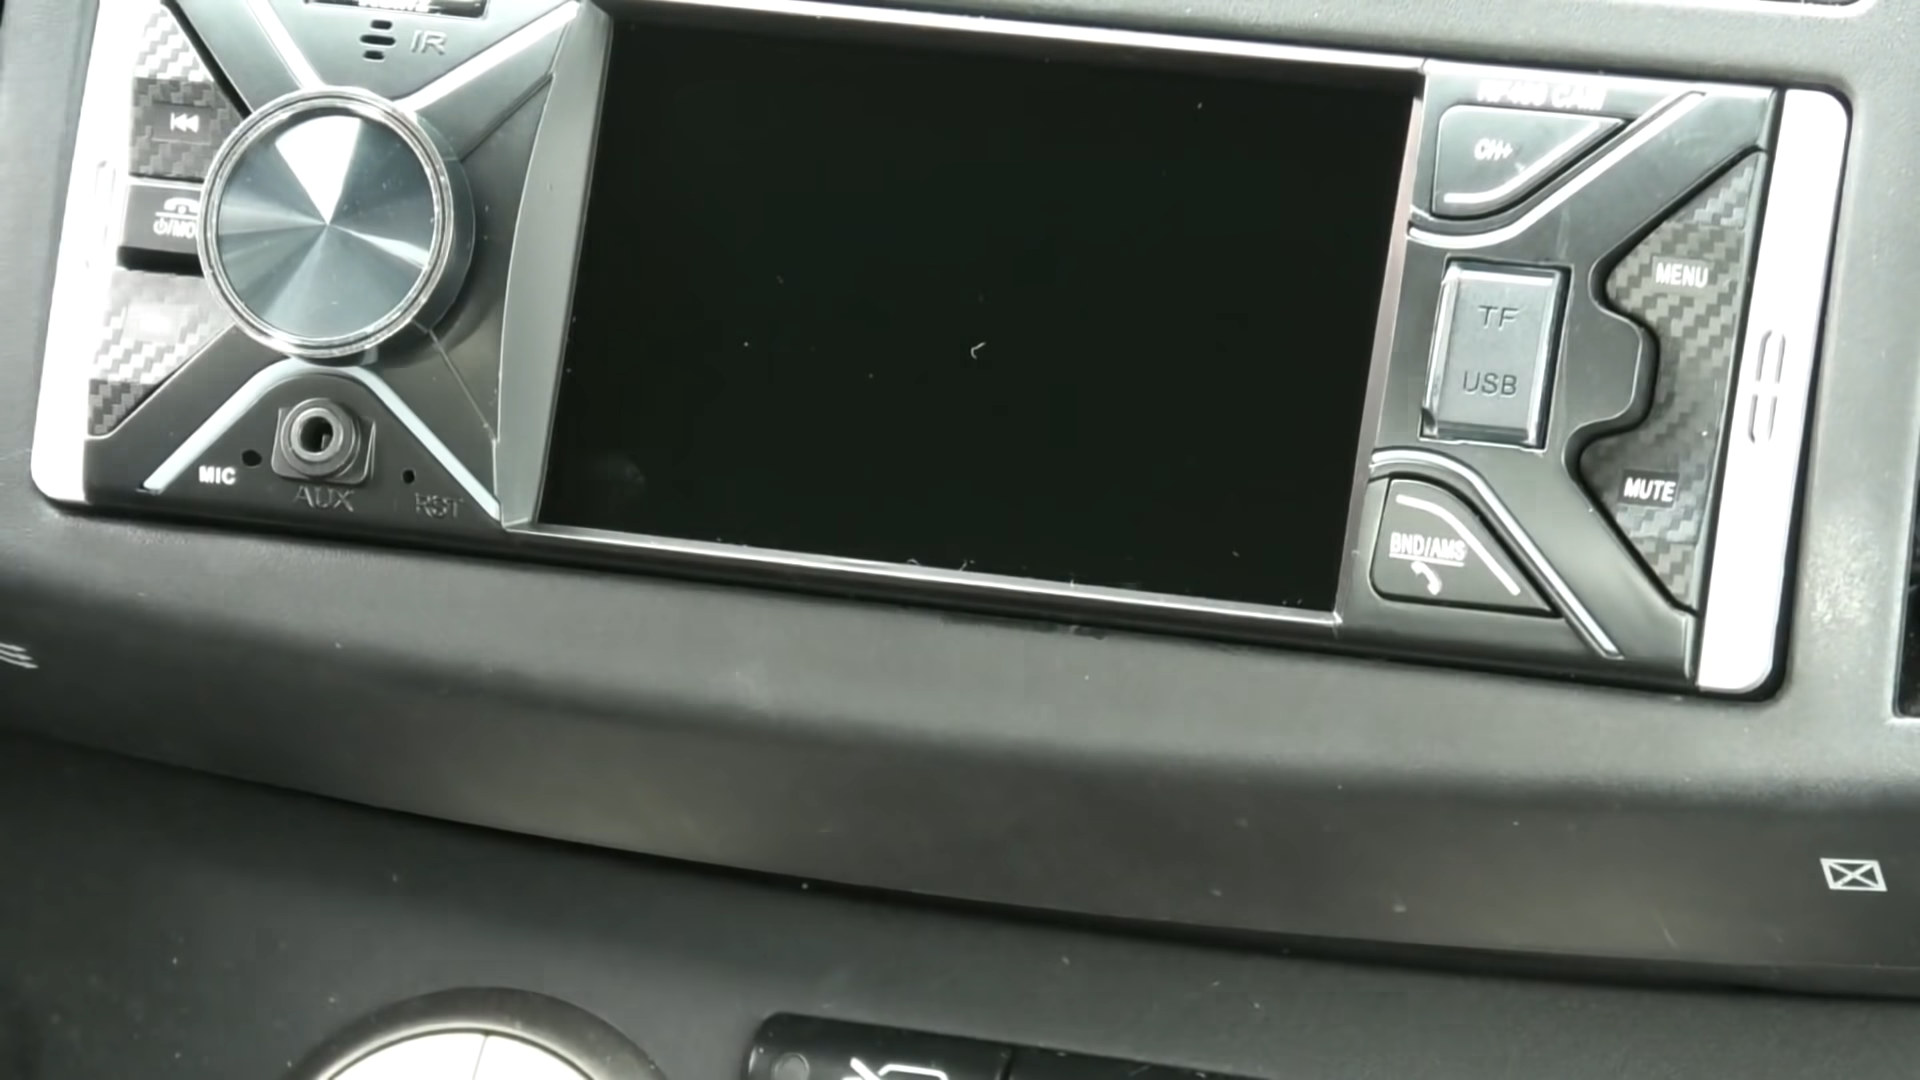 IR
CH+
MENU
TF
USB
MIC
AUX
RST
MUTE
BND/AMS